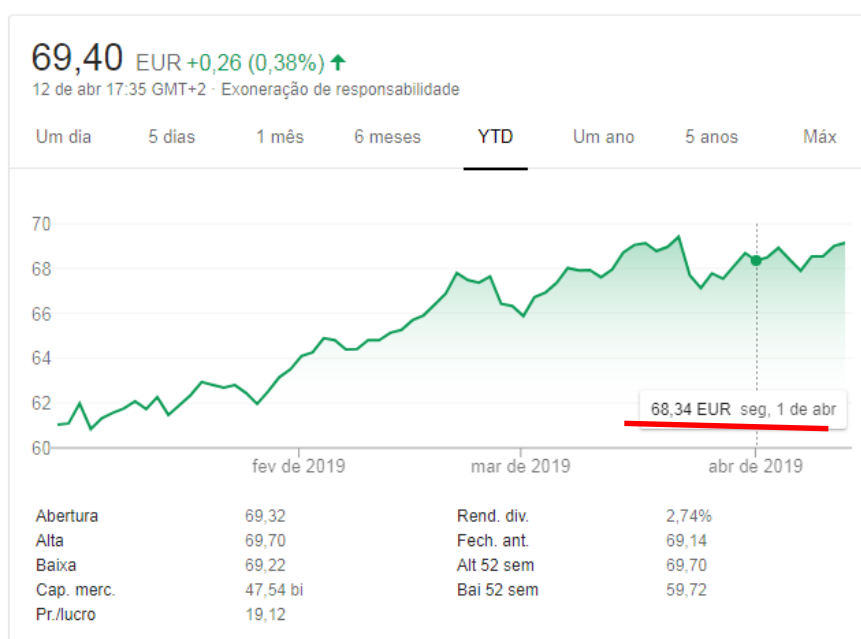 69,40 EUR +0,26 (0,38%) ↑
12 de abr 17:35 GMT+2 · Exoneração de responsabilidade
Um dia 5 dias 1 mês 6 meses YTD Um ano 5 anos Máx
70
68
66
64
62
60
68,34 EUR seg, 1 de abr
fev de 2019 mar de 2019 abr de 2019
Abertura 69,32 Rend. div. 2,74%
Alta 69,70 Fech. ant. 69,14
Baixa 69,22 Alt 52 sem 69,70
Cap. merc. 47,54 bi Bai 52 sem 59,72
Pr./lucro 19,12